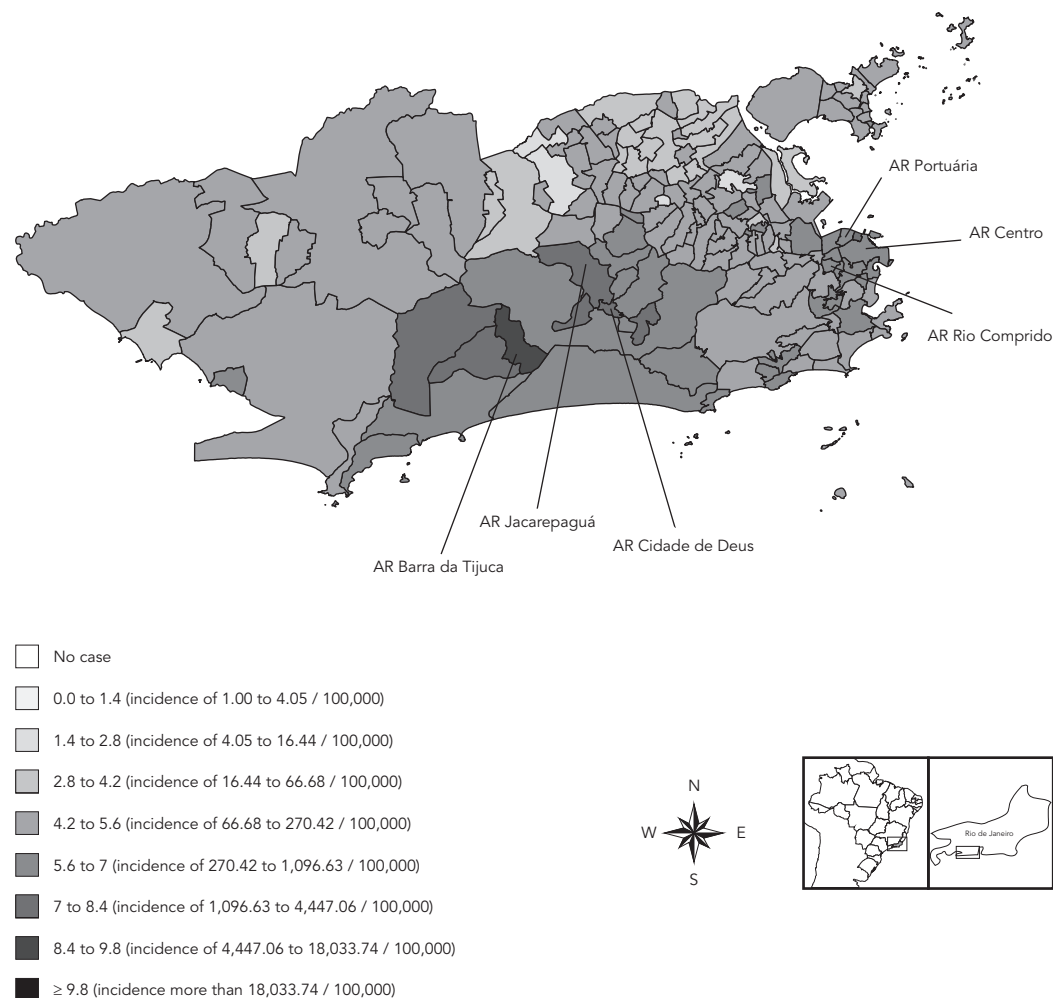 AR Portuária
AR Centro
AR Rio Comprido
AR Jacarepaguá
AR Cidade de Deus
AR Barra da Tijuca
No case
0.0 to 1.4 (incidence of 1.00 to 4.05 / 100,000)
1.4 to 2.8 (incidence of 4.05 to 16.44 / 100,000)
2.8 to 4.2 (incidence of 16.44 to 66.68 / 100,000)
4.2 to 5.6 (incidence of 66.68 to 270.42 / 100,000)
5.6 to 7 (incidence of 270.42 to 1,096.63 / 100,000)
7 to 8.4 (incidence of 1,096.63 to 4,447.06 / 100,000)
8.4 to 9.8 (incidence of 4,447.06 to 18,033.74 / 100,000)
≥ 9.8 (incidence more than 18,033.74 / 100,000)
N
W E
S
Rio de Janeiro